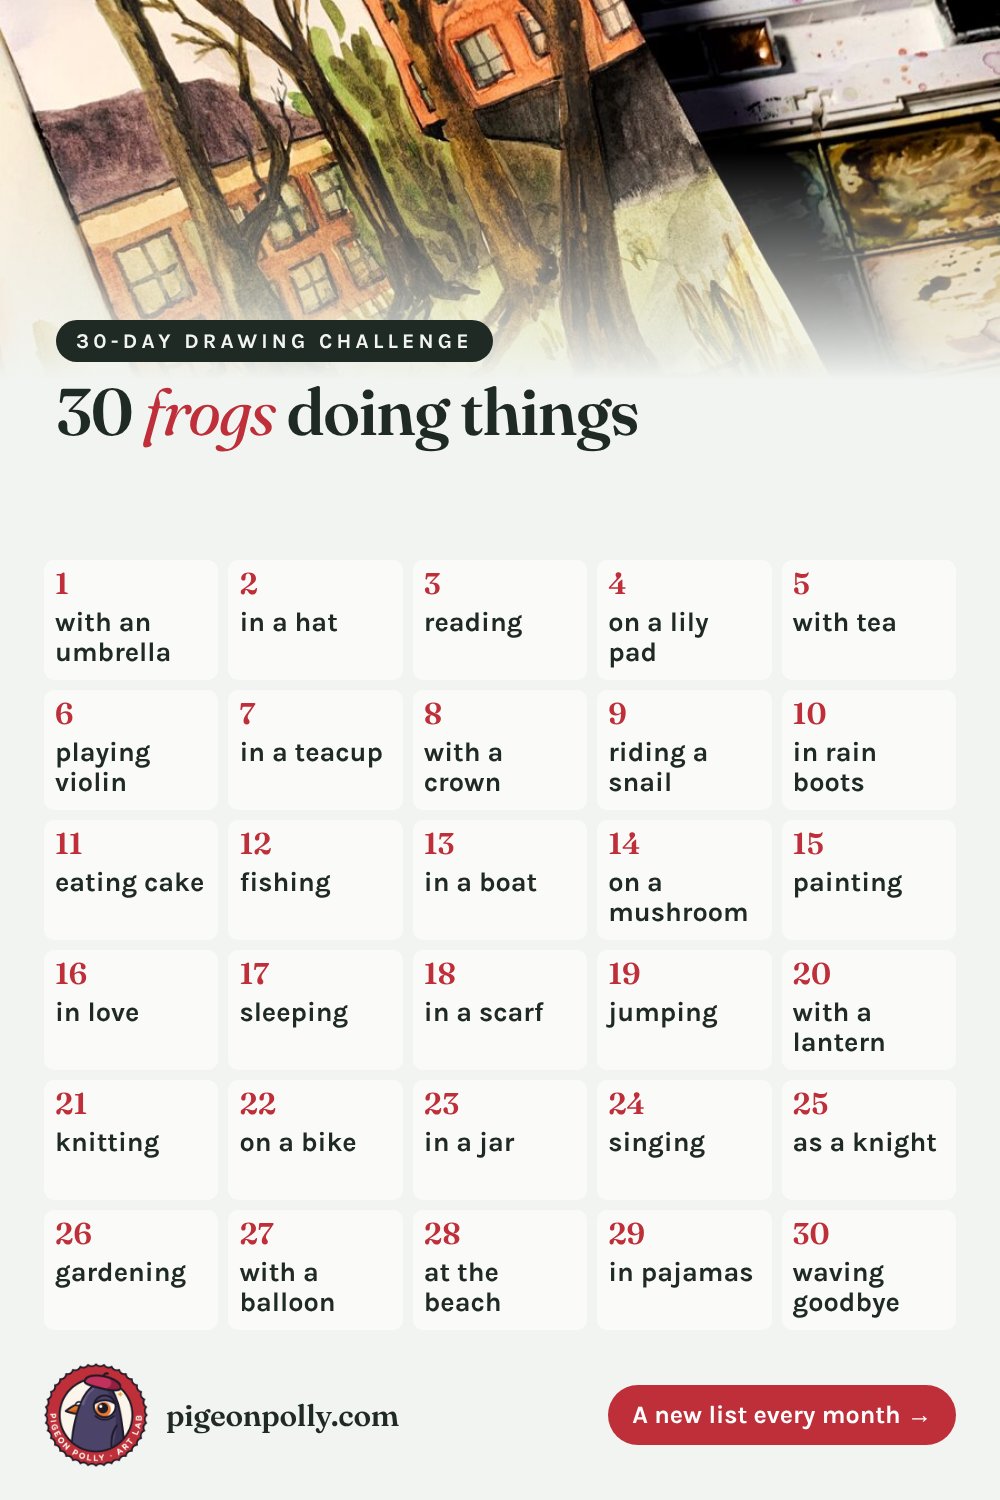 30-DAY DRAWING CHALLENGE
30 frogs doing things
1
with an
umbrella
2
in a hat
3
reading
4
on a lily
pad
5
with tea
6
playing
violin
7
in a teacup
8
with a
crown
9
riding a
snail
10
in rain
boots
11
eating cake
12
fishing
13
in a boat
14
on a
mushroom
15
painting
16
in love
17
sleeping
18
in a scarf
19
jumping
20
with a
lantern
21
knitting
22
on a bike
23
in a jar
24
singing
25
as a knight
26
gardening
27
with a
balloon
28
at the
beach
29
in pajamas
30
waving
goodbye
PIGEON POLLY · ART LAB
pigeonpolly.com
A new list every month →